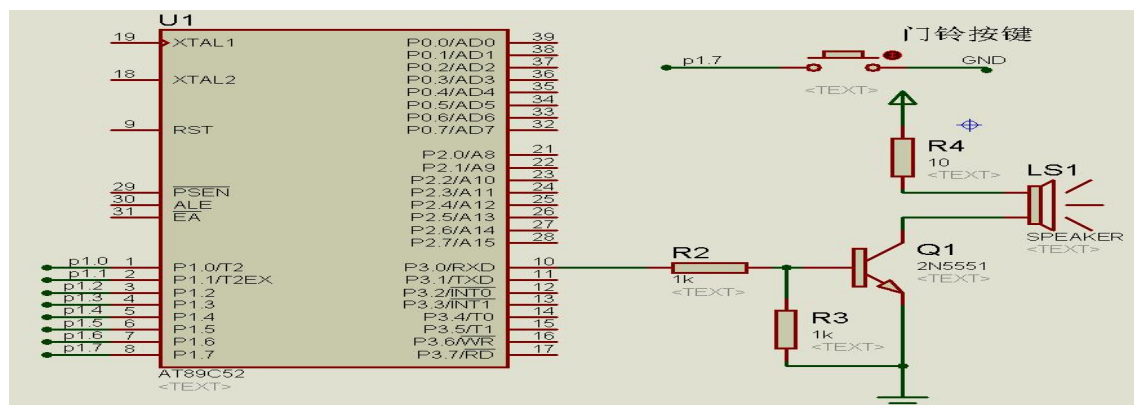 U1
19 XTAL1
18 XTAL2
9 RST
29 PSEN
30 ALE
31 EA
p1.0 1 P1.0/T2
p1.1 2 P1.1/T2EX
p1.2 3 P1.2
p1.3 4 P1.3
p1.4 5 P1.4
p1.5 6 P1.5
p1.6 7 P1.6
p1.7 8 P1.7
P0.0/AD0 39
P0.1/AD1 38
P0.2/AD2 37
P0.3/AD3 36
P0.4/AD4 35
P0.5/AD5 34
P0.6/AD6 33
P0.7/AD7 32
P2.0/A8 21
P2.1/A9 22
P2.2/A10 23
P2.3/A11 24
P2.4/A12 25
P2.5/A13 26
P2.6/A14 27
P2.7/A15 28
P3.0/RXD 10
P3.1/TXD 11
P3.2/INT0 12
P3.3/INT1 13
P3.4/T0 14
P3.5/T1 15
P3.6/WR 16
P3.7/RD 17
AT89C52
<TEXT>
门铃按键
p1.7
GND
<TEXT>
R4
10
<TEXT>
LS1
SPEAKER
<TEXT>
R2
1k
<TEXT>
Q1
2N5551
<TEXT>
R3
1k
<TEXT>